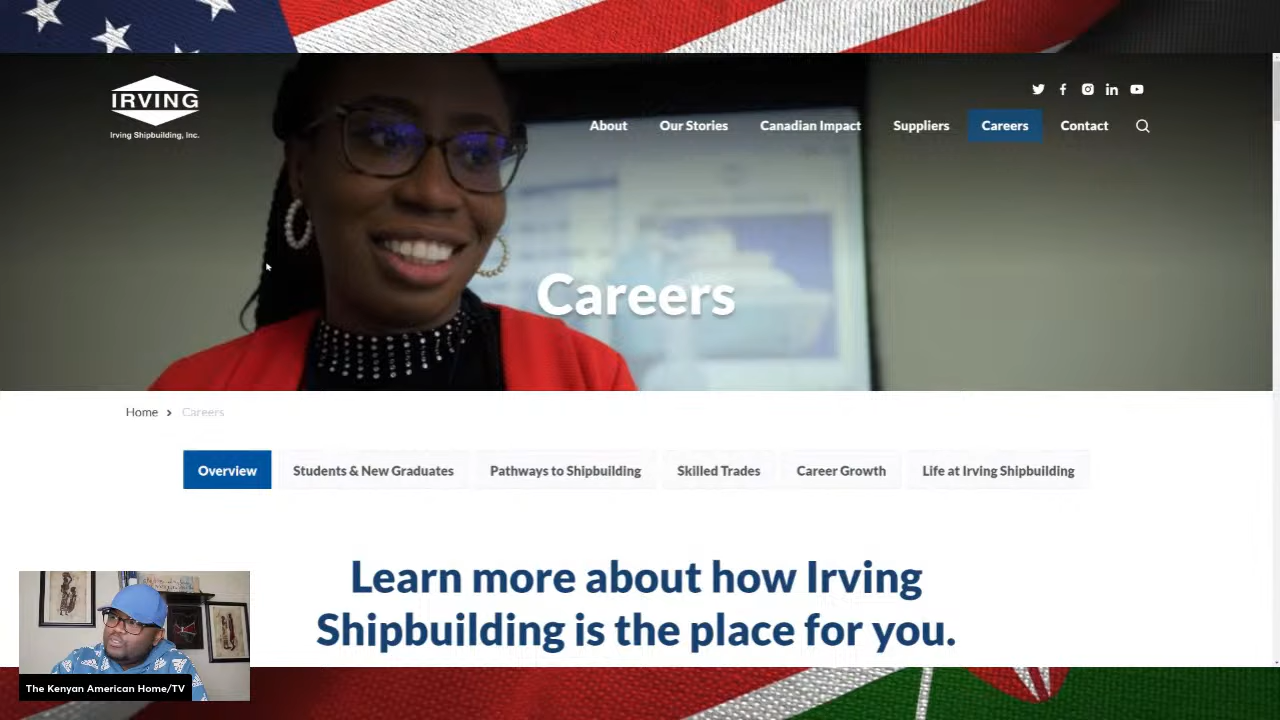 IRVING
Irving Shipbuilding, Inc.
About
Our Stories
Canadian Impact
Suppliers
Careers
Contact
Careers
Home
Careers
Overview
Students & New Graduates
Pathways to Shipbuilding
Skilled Trades
Career Growth
Life at Irving Shipbuilding
Learn more about how Irving
Shipbuilding is the place for you.
The Kenyan American Home/TV